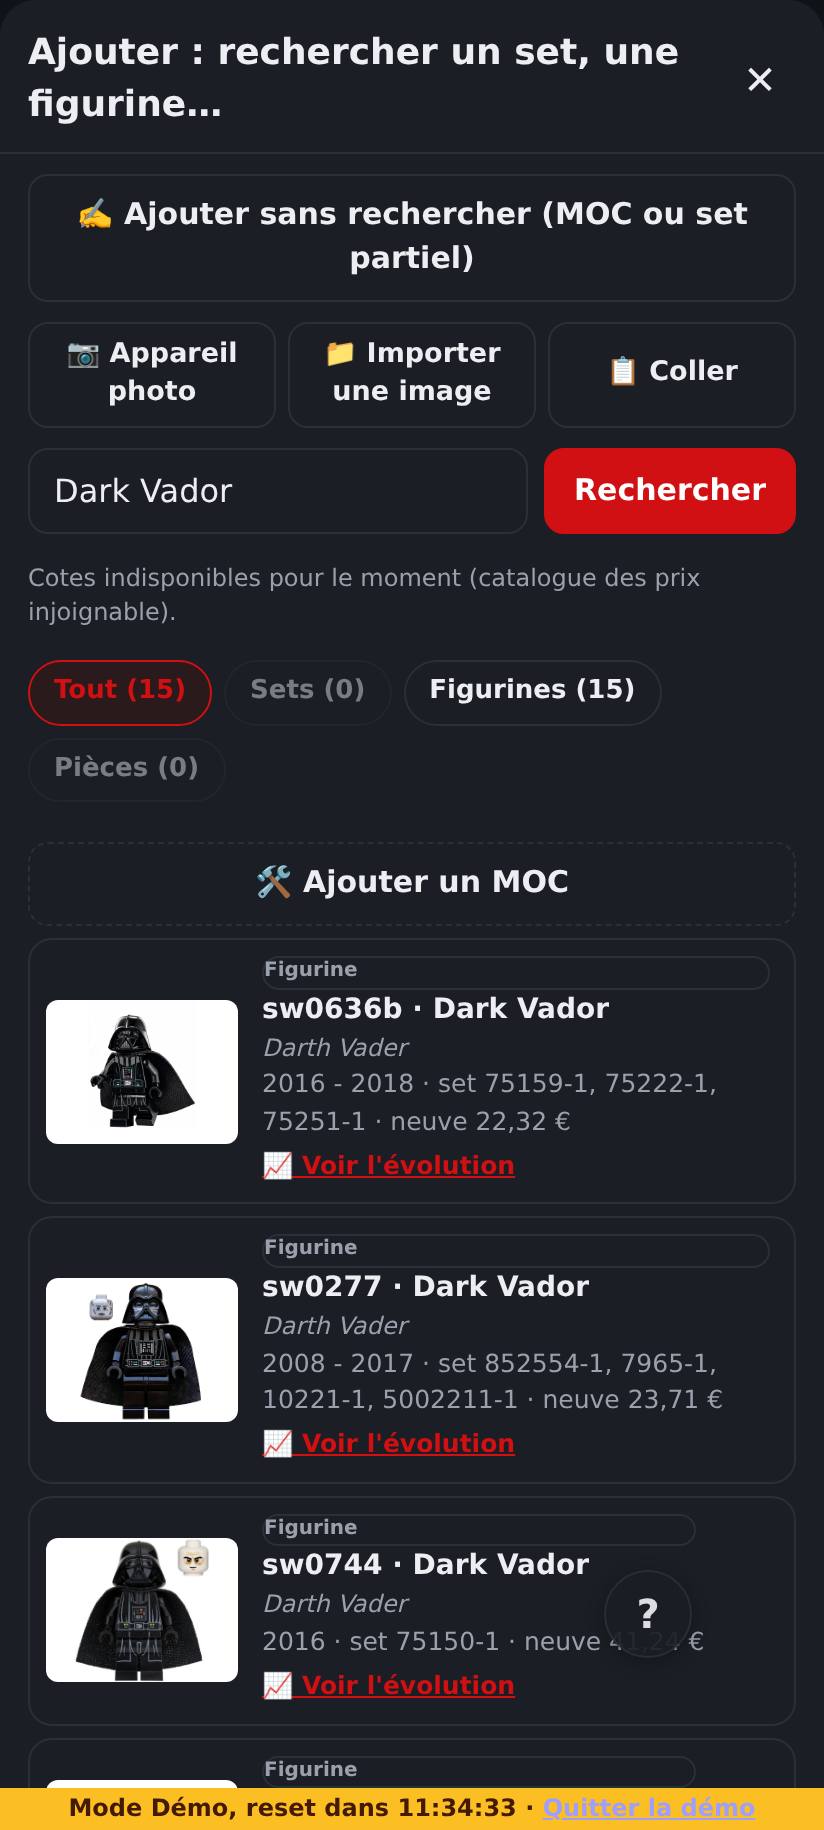 Ajouter : rechercher un set, une
figurine…
✕
✍️ Ajouter sans rechercher (MOC ou set
partiel)
📷 Appareil
photo
📁 Importer
une image
📋 Coller
Dark Vador
Rechercher
Cotes indisponibles pour le moment (catalogue des prix
injoignable).
Tout (15)
Sets (0)
Figurines (15)
Pièces (0)
🛠️ Ajouter un MOC
Figurine
sw0636b · Dark Vador
Darth Vader
2016 - 2018 · set 75159-1, 75222-1,
75251-1 · neuve 22,32 €
📈 Voir l'évolution
Figurine
sw0277 · Dark Vador
Darth Vader
2008 - 2017 · set 852554-1, 7965-1,
10221-1, 5002211-1 · neuve 23,71 €
📈 Voir l'évolution
Figurine
sw0744 · Dark Vador
Darth Vader
2016 · set 75150-1 · neuve 41,24 €
?
📈 Voir l'évolution
Figurine
Mode Démo, reset dans 11:34:33 · Quitter la démo